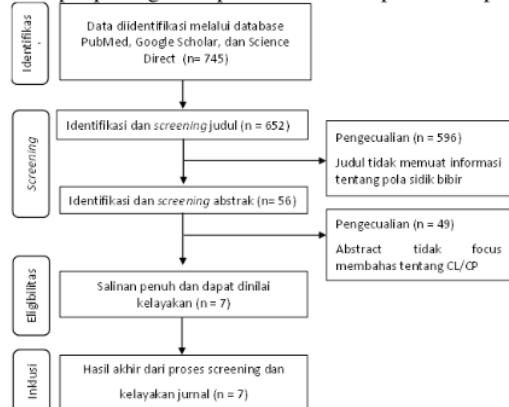 Identifikas
Data diidentifikasi melalui database
PubMed, Google Scholar, dan Science
Direct (n= 745)
Screening
Identifikasi dan screening judul (n = 652)
Pengecualian (n = 596)
Judul tidak memuat informasi
tentang pola sidik bibir
Identifikasi dan screening abstrak (n= 56)
Pengecualian (n = 49)
Abstract tidak focus
membahas tentang CL/CP
Eligibilitas
Salinan penuh dan dapat dinilai
kelayakan (n = 7)
Inklusi
Hasil akhir dari proses screening dan
kelayakan jurnal (n = 7)